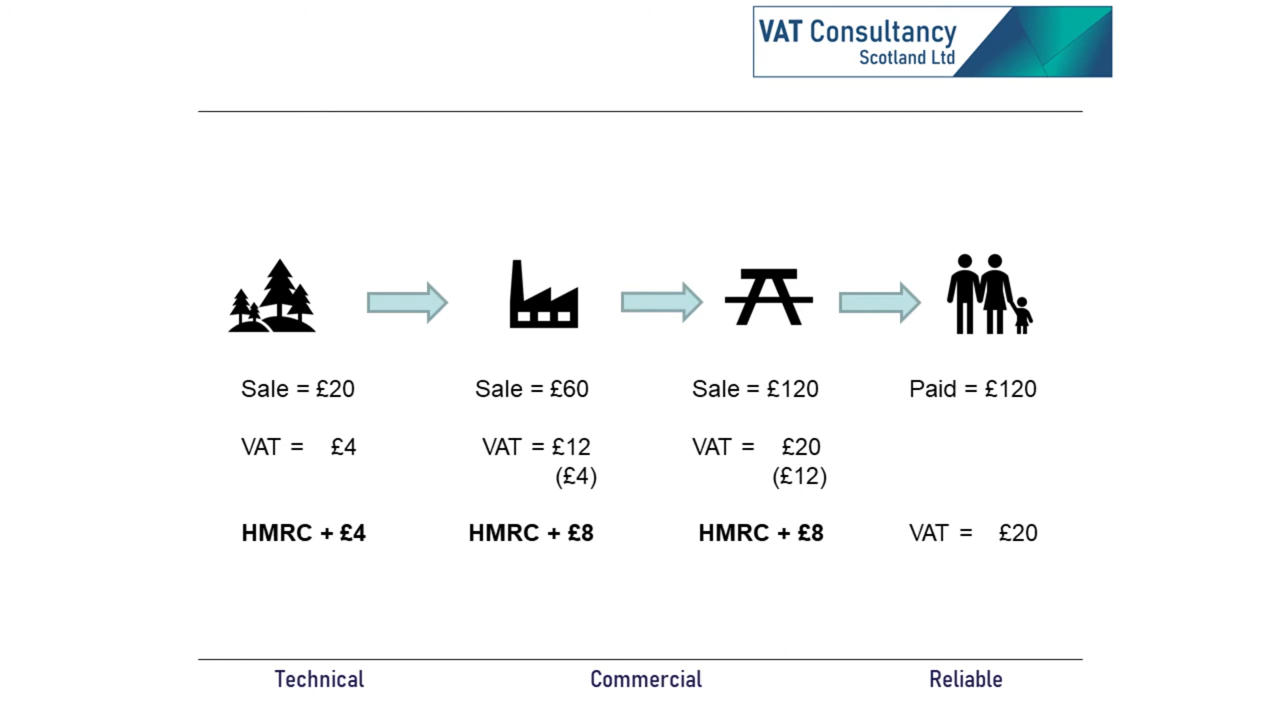 VAT Consultancy
Scotland Ltd
Sale = £20
Sale = £60
Sale = £120
Paid = £120
VAT = £4
VAT = £12
VAT = £20
(£4)
(£12)
HMRC + £4
HMRC + £8
HMRC + £8
VAT = £20
Technical
Commercial
Reliable